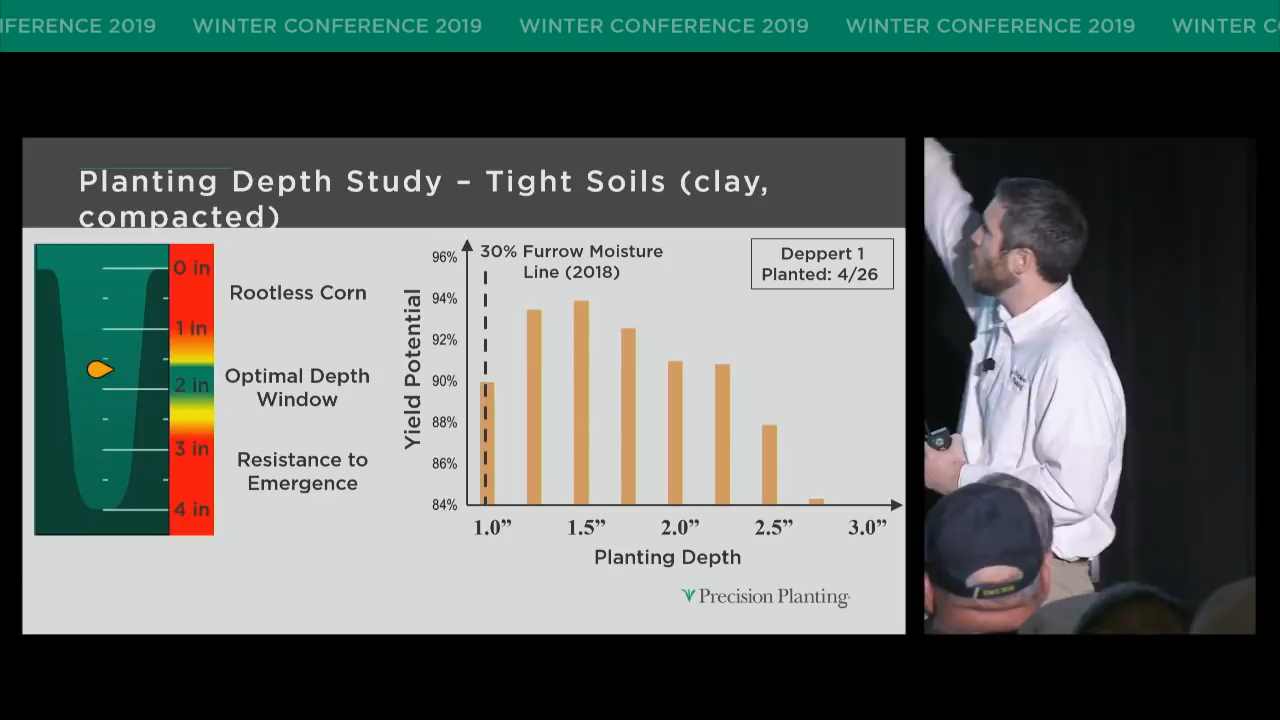 FERENCE 2019 WINTER CONFERENCE 2019 WINTER CONFERENCE 2019 WINTER CONFERENCE 2019 WINTER
Planting Depth Study – Tight Soils (clay,
compacted)
0 in
1 in
2 in
3 in
4 in
Rootless Corn
Optimal Depth
Window
Resistance to
Emergence
30% Furrow Moisture
Line (2018)
Deppert 1
Planted: 4/26
Yield Potential
96%
94%
92%
90%
88%
86%
84%
1.0” 1.5” 2.0” 2.5” 3.0”
Planting Depth
Precision Planting